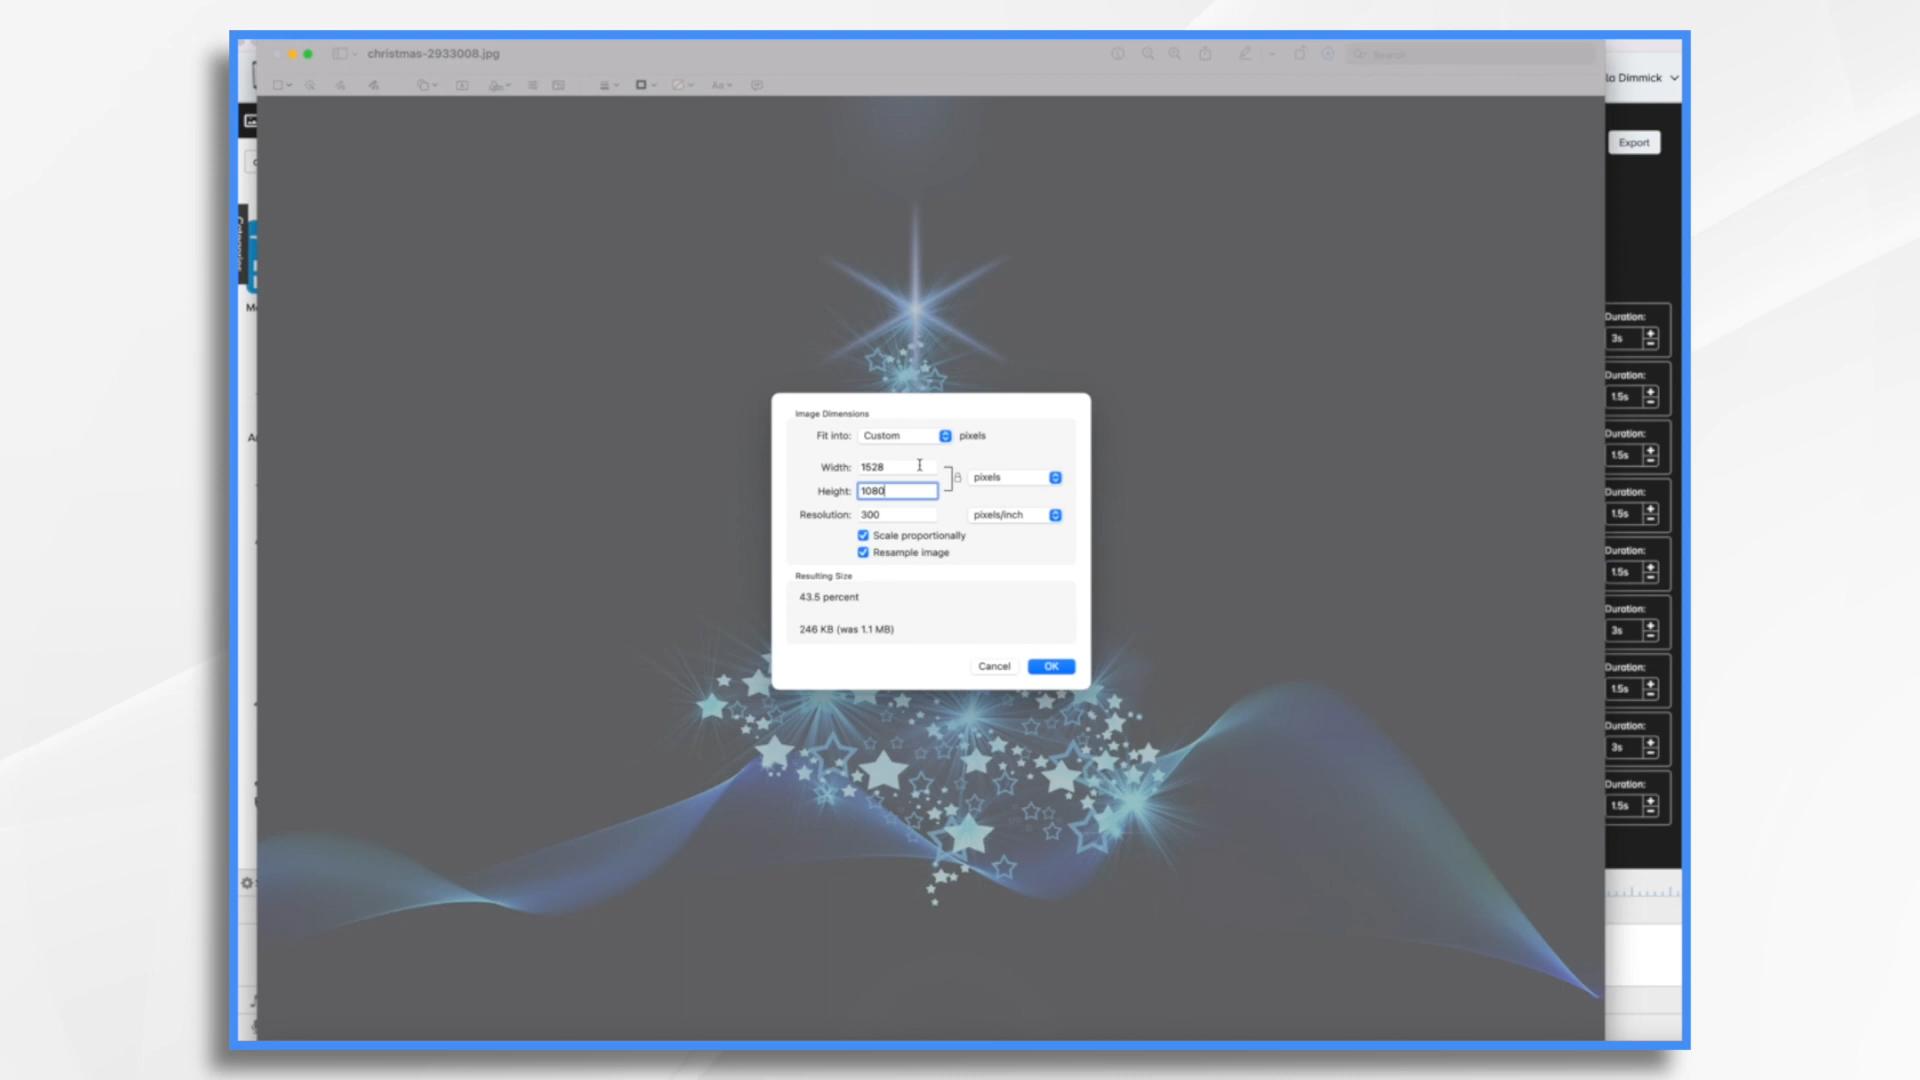 christmas-2933008.jpg
Search
la Dimmick
Aa
Export
Categories
Image Dimensions
Fit into: Custom pixels
Width: 1528
pixels
Height: 1080
Resolution: 300 pixels/inch
Scale proportionally
Resample image
Resulting Size
43.5 percent
246 KB (was 1.1 MB)
Cancel OK
Duration:
3s
Duration:
1.5s
Duration:
1.5s
Duration:
1.5s
Duration:
1.5s
Duration:
3s
Duration:
1.5s
Duration:
3s
Duration:
1.5s